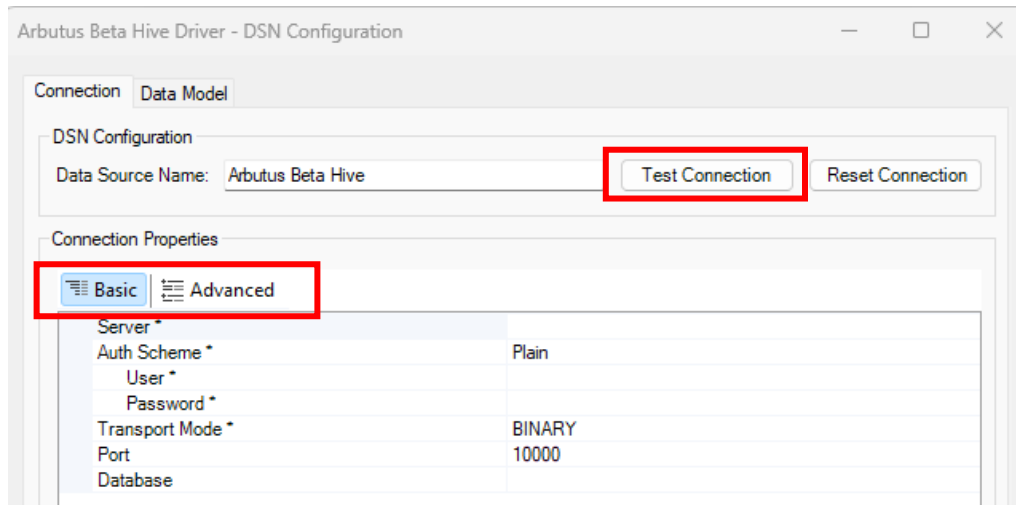 Arbutus Beta Hive Driver - DSN Configuration
Connection Data Model
DSN Configuration
Data Source Name: Arbutus Beta Hive Test Connection Reset Connection
Connection Properties
Basic Advanced
Server *
Auth Scheme * Plain
User *
Password *
Transport Mode * BINARY
Port 10000
Database